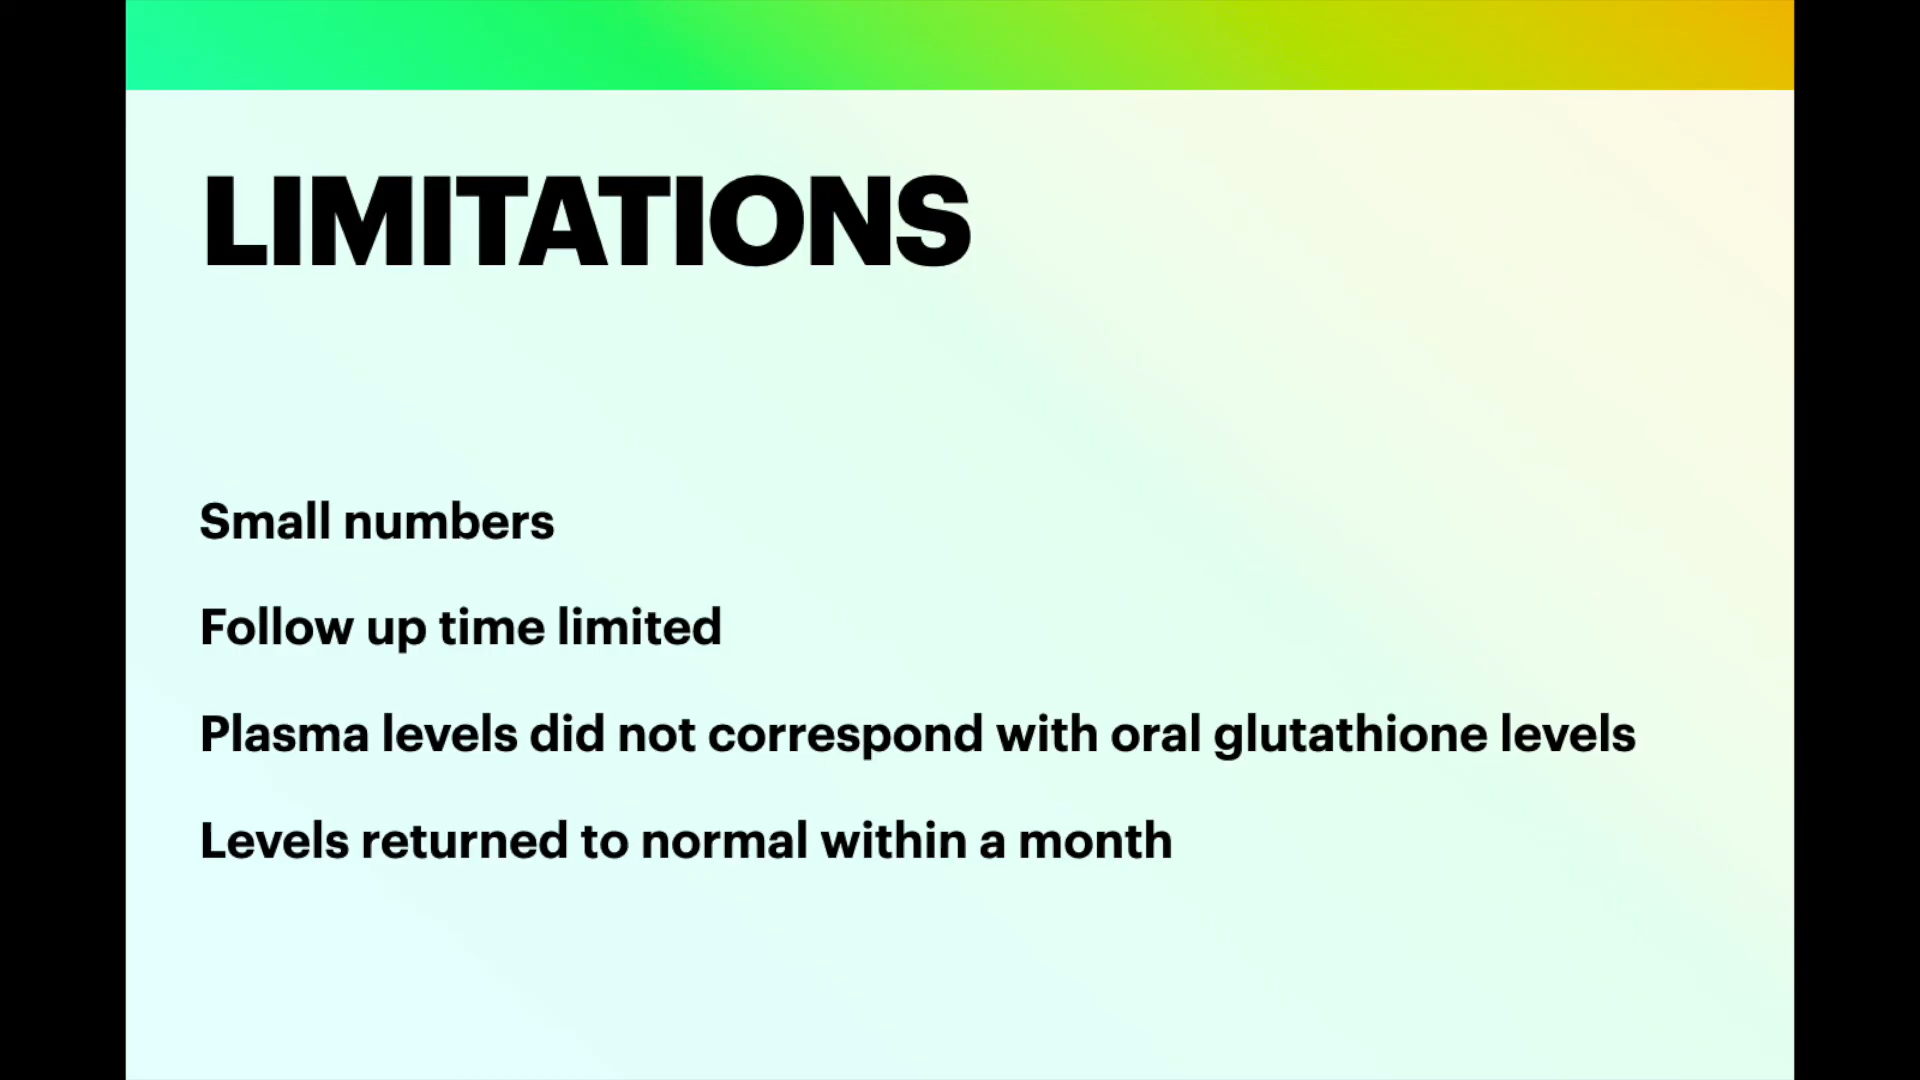 LIMITATIONS
Small numbers
Follow up time limited
Plasma levels did not correspond with oral glutathione levels
Levels returned to normal within a month